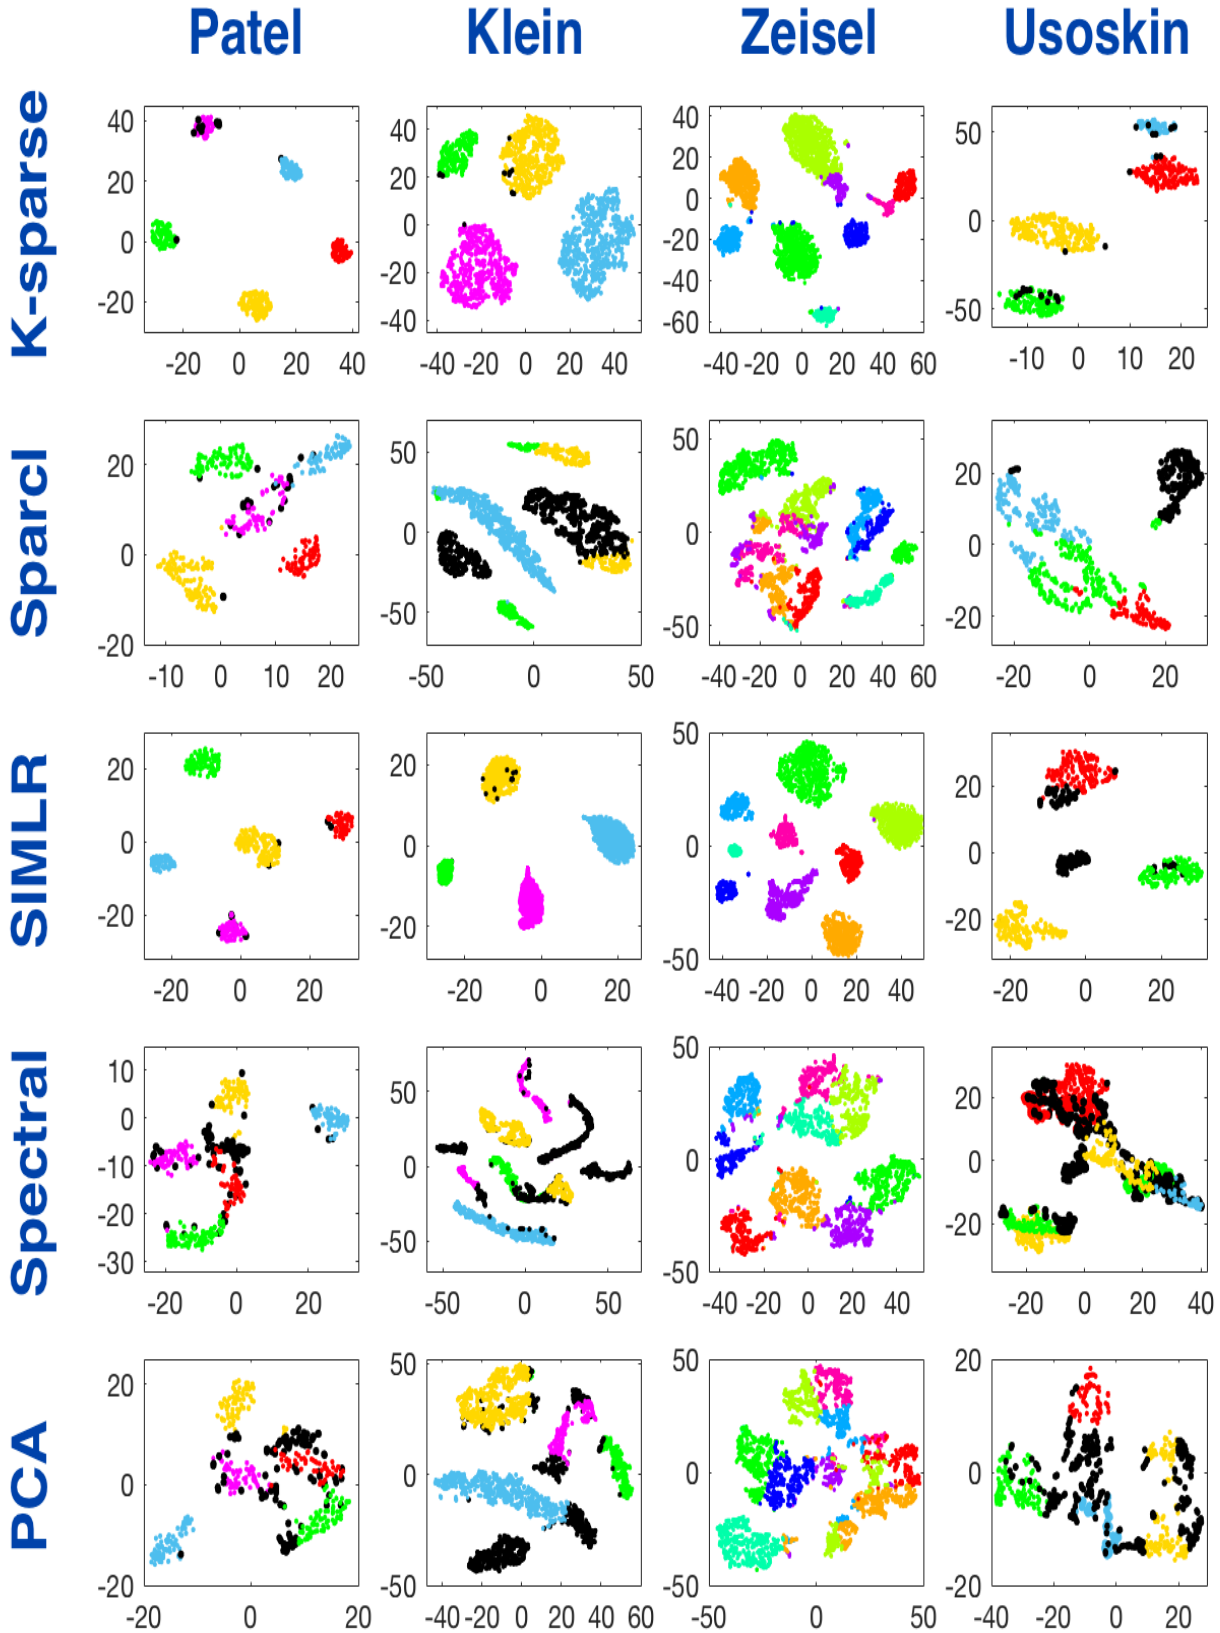 Patel Klein Zeisel Usoskin
K-sparse
40 20 0 -20
-20 0 20 40
40 20 0 -20 -40
-40 -20 0 20 40
40 20 0 -20 -40 -60
-40 -20 0 20 40 60
50 0 -50
-10 0 10 20
Sparcl
20 0 -20
-10 0 10 20
50 0 -50
-50 0 50
50 0 -50
-40 -20 0 20 40 60
20 0 -20
-20 0 20
SIMLR
20 0 -20
-20 0 20
20 0 -20
-20 0 20
50 0 -50
-40 -20 0 20 40
20 0 -20
-20 0 20
Spectral
10 0 -10 -20 -30
-20 0 20
50 0 -50
-50 0 50
50 0 -50
-40 -20 0 20 40
20 0 -20
-20 0 20 40
PCA
20 0 -20
-20 0 20
50 0 -50
-40 -20 0 20 40 60
50 0 -50
-50 0 50
20 0 -20
-40 -20 0 20